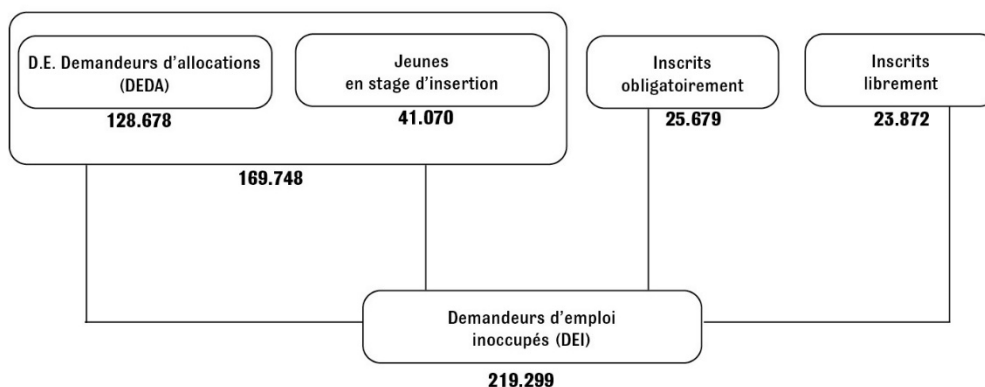 D.E. Demandeurs d'allocations
(DEDA)
128.678
Jeunes
en stage d'insertion
41.070
169.748
Inscrits
obligatoirement
25.679
Inscrits
librement
23.872
Demandeurs d'emploi
inoccupés (DEI)
219.299